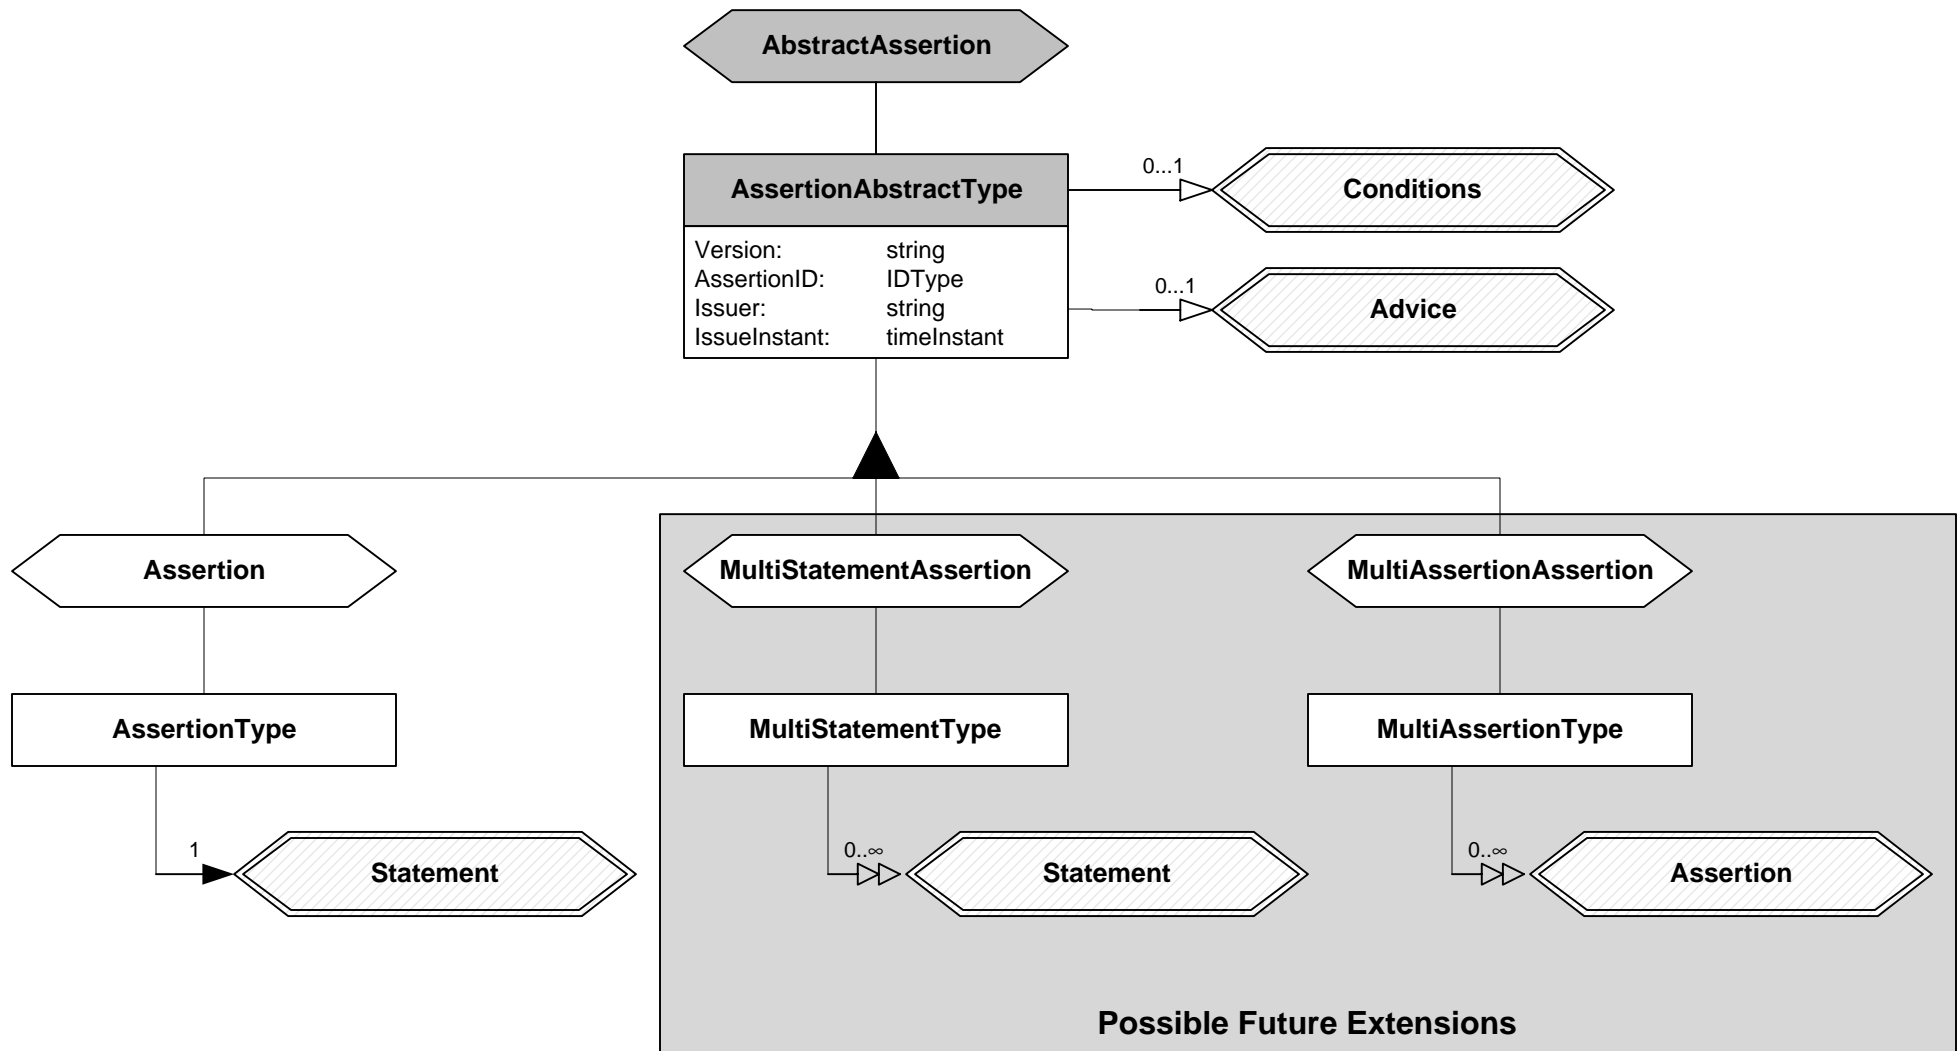 AbstractAssertion
AssertionAbstractType
0...1
Conditions
Version: string
AssertionID: IDType
Issuer: string
IssueInstant: timeInstant
0...1
Advice
Assertion
MultiStatementAssertion
MultiAssertionAssertion
AssertionType
MultiStatementType
MultiAssertionType
1
Statement
0..∞
Statement
0..∞
Assertion
Possible Future Extensions